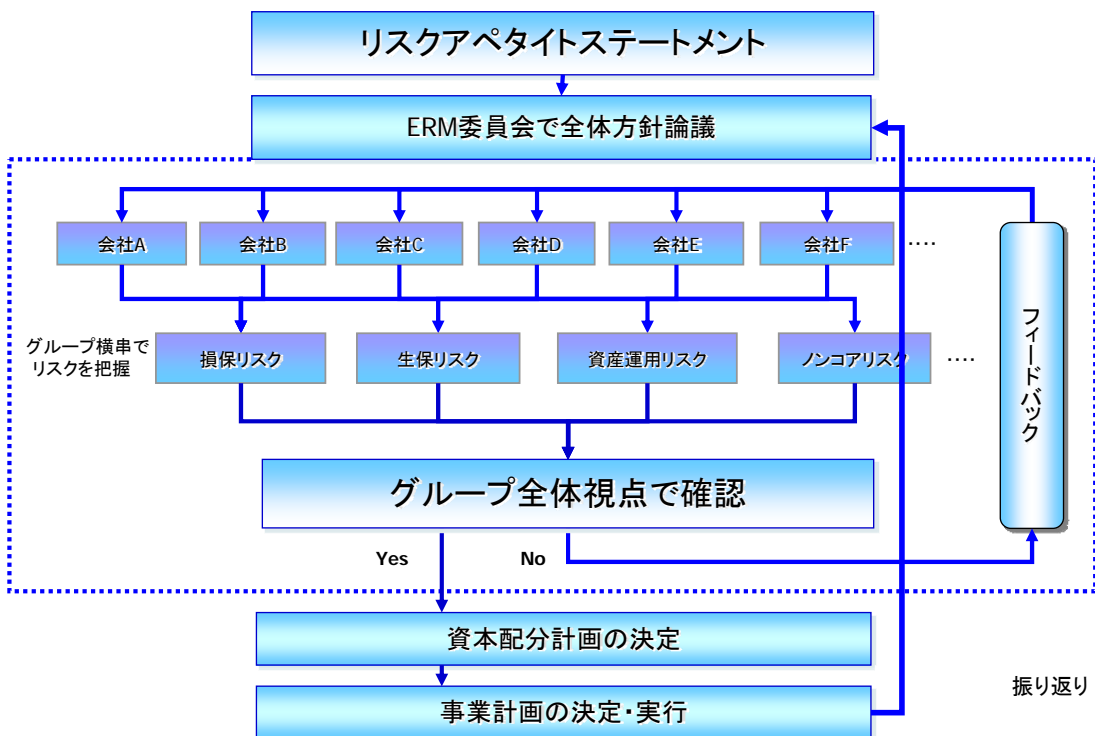 リスクアペタイトステートメント
ERM委員会で全体方針論議
会社A
会社B
会社C
会社D
会社E
会社F
‥‥
グループ横串で
リスクを把握
損保リスク
生保リスク
資産運用リスク
ノンコアリスク
‥‥
フィードバック
グループ全体視点で確認
Yes
No
資本配分計画の決定
振り返り
事業計画の決定・実行